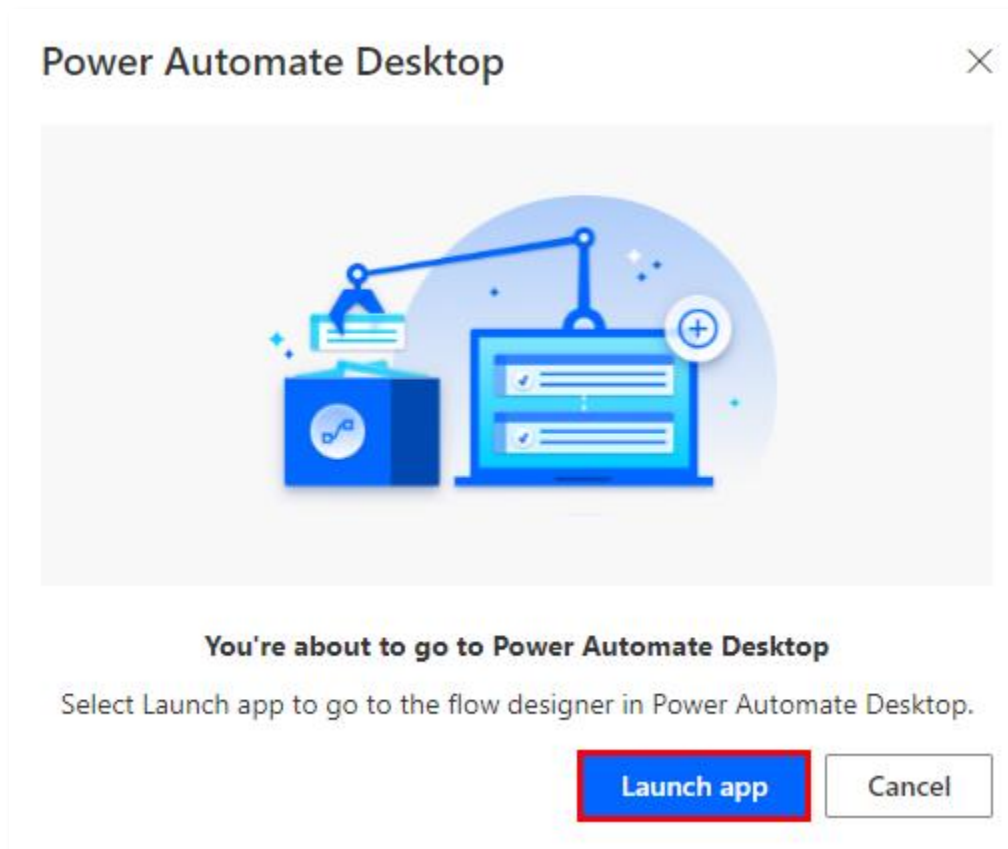 Power Automate Desktop
You're about to go to Power Automate Desktop
Select Launch app to go to the flow designer in Power Automate Desktop.
Launch app
Cancel